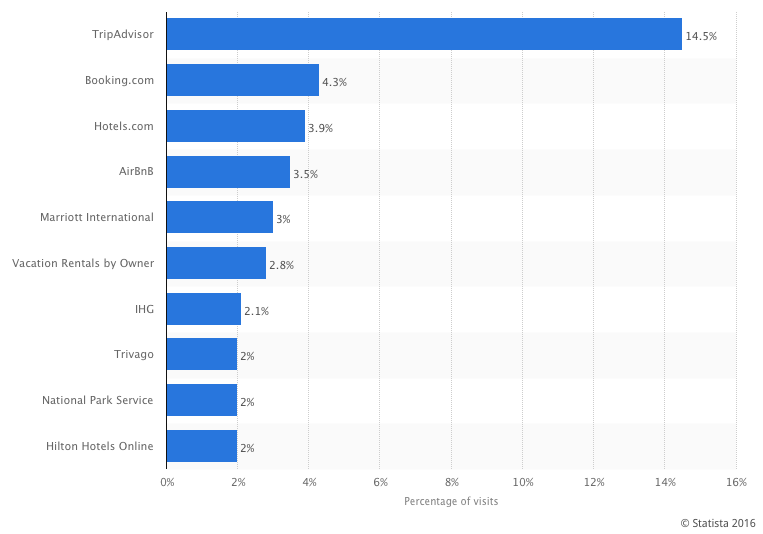 TripAdvisor 14.5%
Booking.com 4.3%
Hotels.com 3.9%
AirBnB 3.5%
Marriott International 3%
Vacation Rentals by Owner 2.8%
IHG 2.1%
Trivago 2%
National Park Service 2%
Hilton Hotels Online 2%
0% 2% 4% 6% 8% 10% 12% 14% 16%
Percentage of visits
© Statista 2016